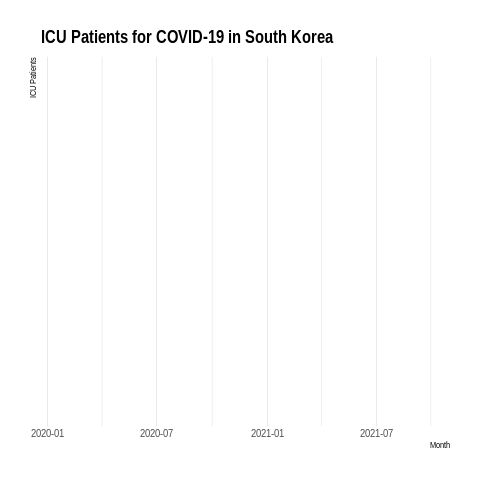 ICU Patients for COVID-19 in South Korea
ICU Patients
2020-01 2020-07 2021-01 2021-07
Month